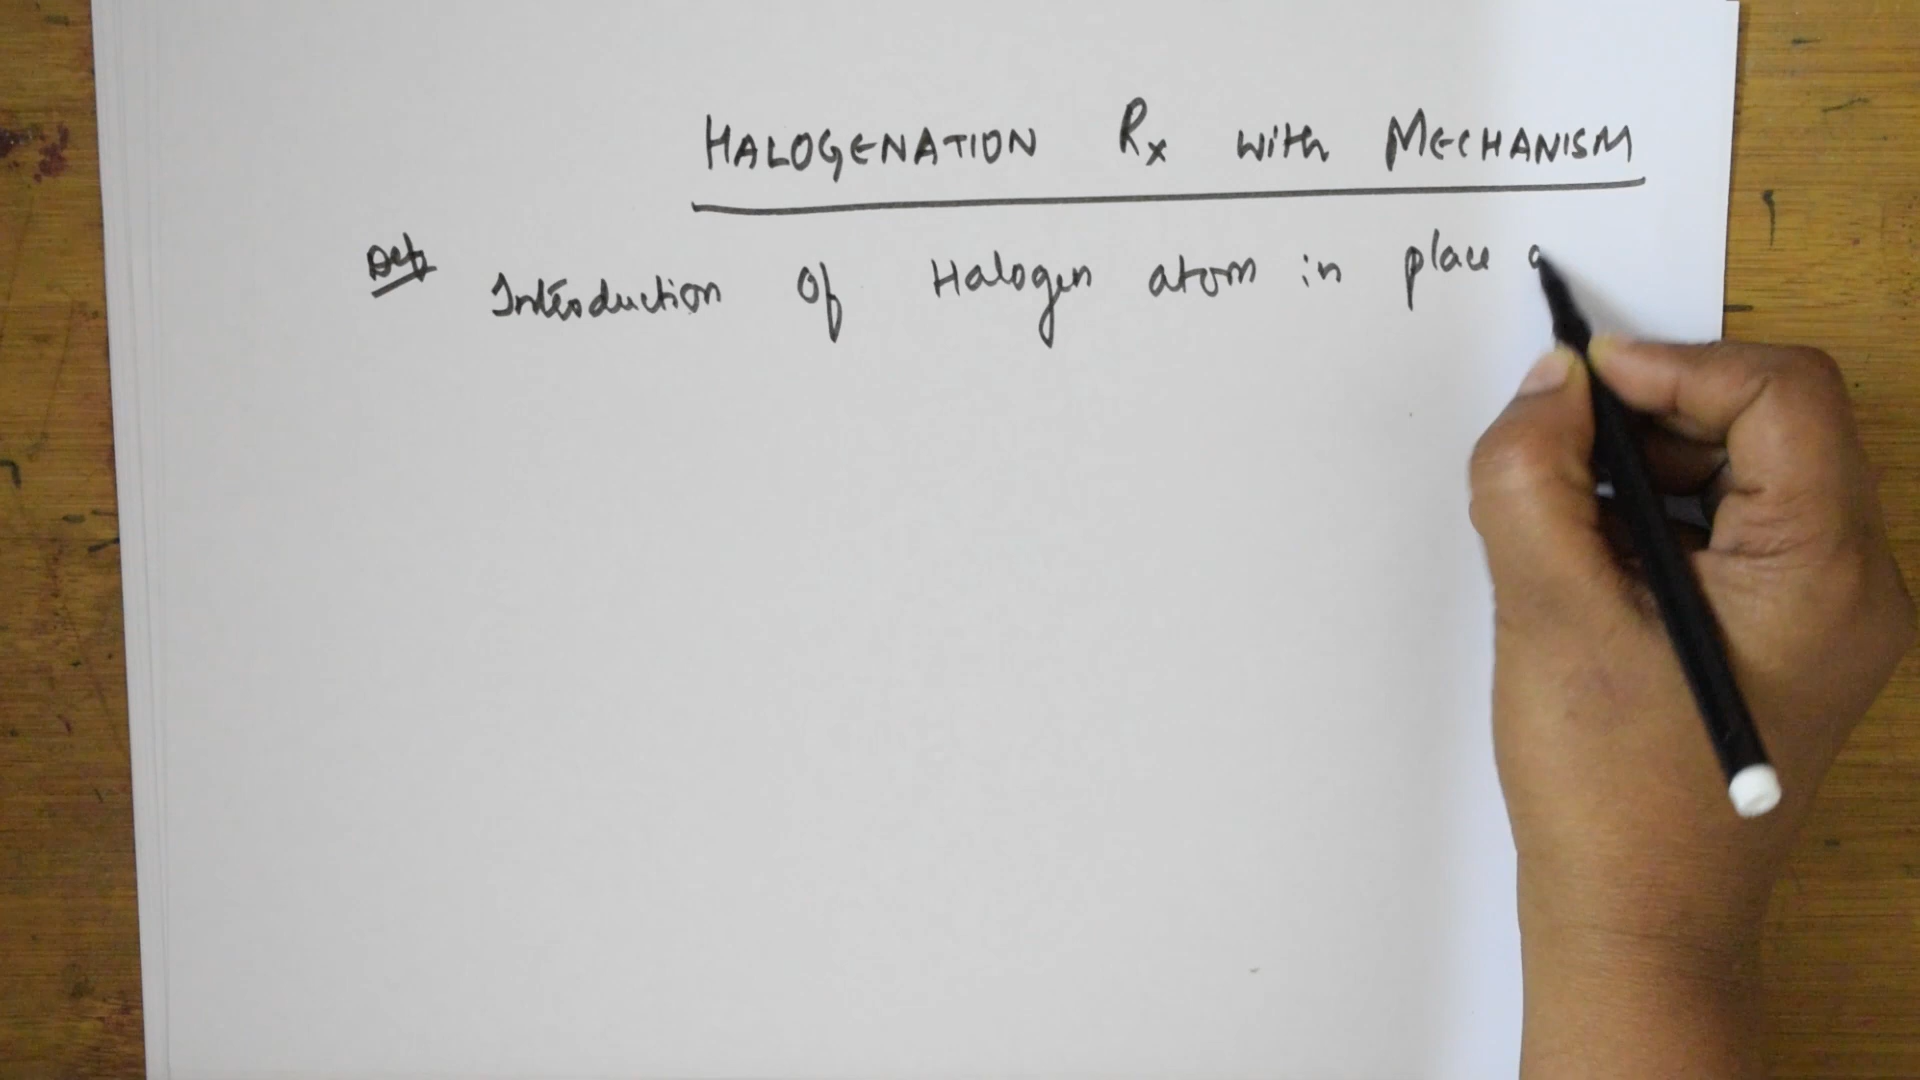 HALOGENATION Rx with MECHANISM
Def Introduction of Halogen atom in place